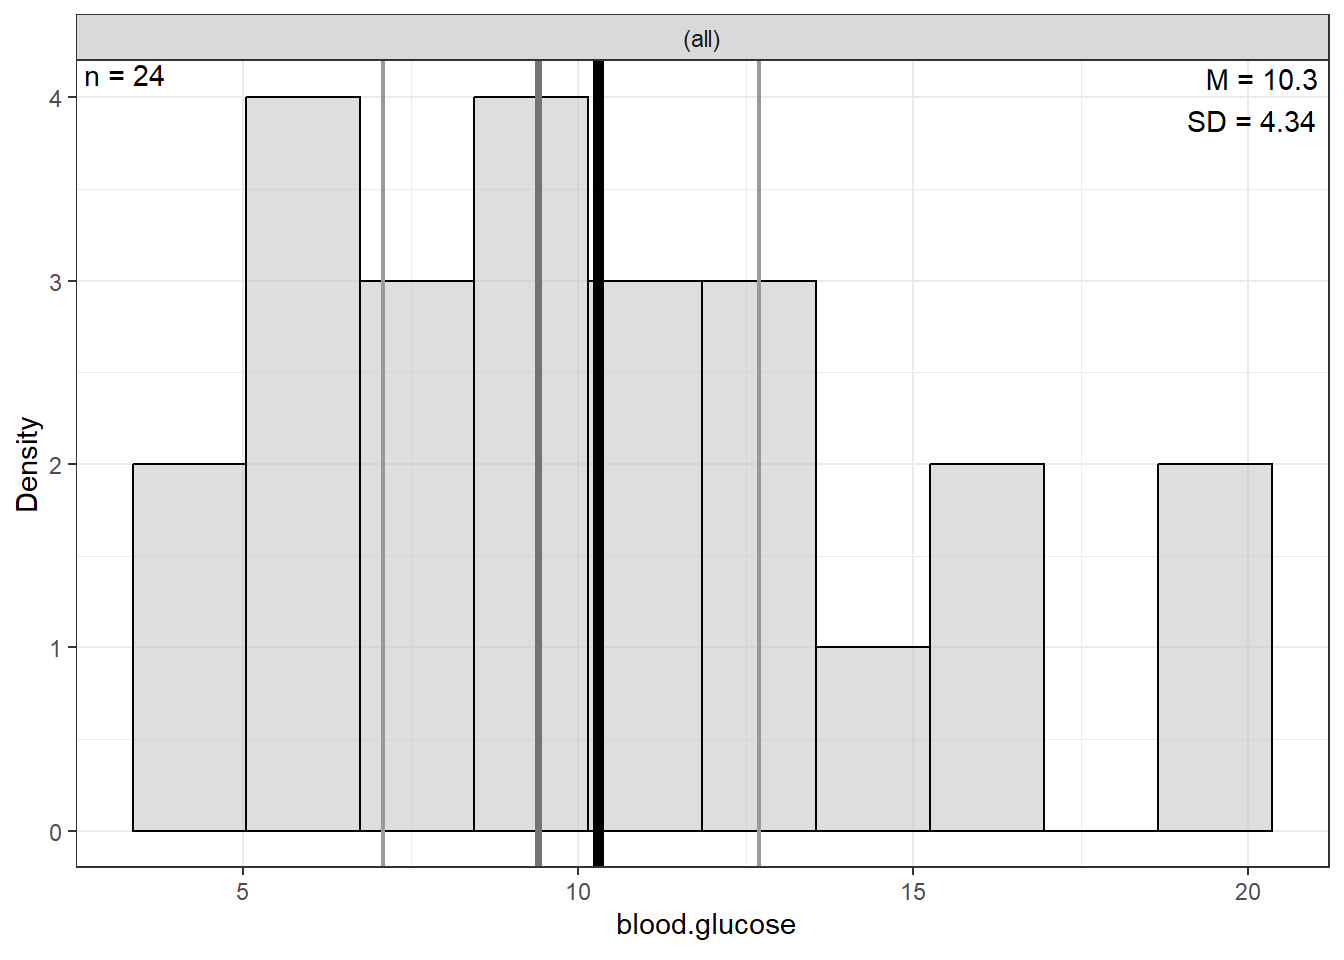 (all)
n = 24
M = 10.3
SD = 4.34
4
3
2
1
0
Density
5
10
15
20
blood.glucose